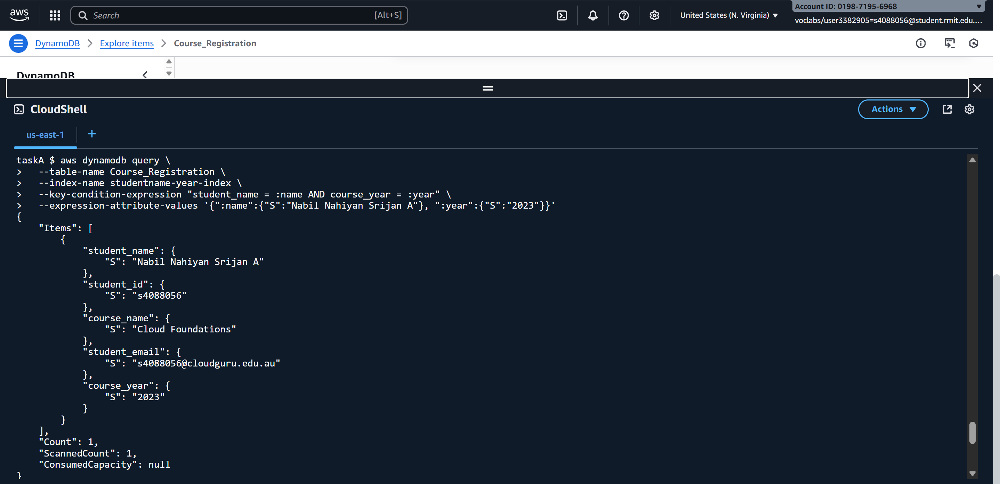 aws
Search [Alt+S]
United States (N. Virginia)
Account ID: 0198-7195-6968
voclabs/user3382905=s4088056@student.rmit.edu....
DynamoDB > Explore items > Course_Registration
DynamoDB
CloudShell
Actions
us-east-1 +
taskA $ aws dynamodb query \
>   --table-name Course_Registration \
>   --index-name studentname-year-index \
>   --key-condition-expression "student_name = :name AND course_year = :year" \
>   --expression-attribute-values '{":name":{"S":"Nabil Nahiyan Srijan A"}, ":year":{"S":"2023"}}'
{
    "Items": [
        {
            "student_name": {
                "S": "Nabil Nahiyan Srijan A"
            },
            "student_id": {
                "S": "s4088056"
            },
            "course_name": {
                "S": "Cloud Foundations"
            },
            "student_email": {
                "S": "s4088056@cloudguru.edu.au"
            },
            "course_year": {
                "S": "2023"
            }
        }
    ],
    "Count": 1,
    "ScannedCount": 1,
    "ConsumedCapacity": null
}